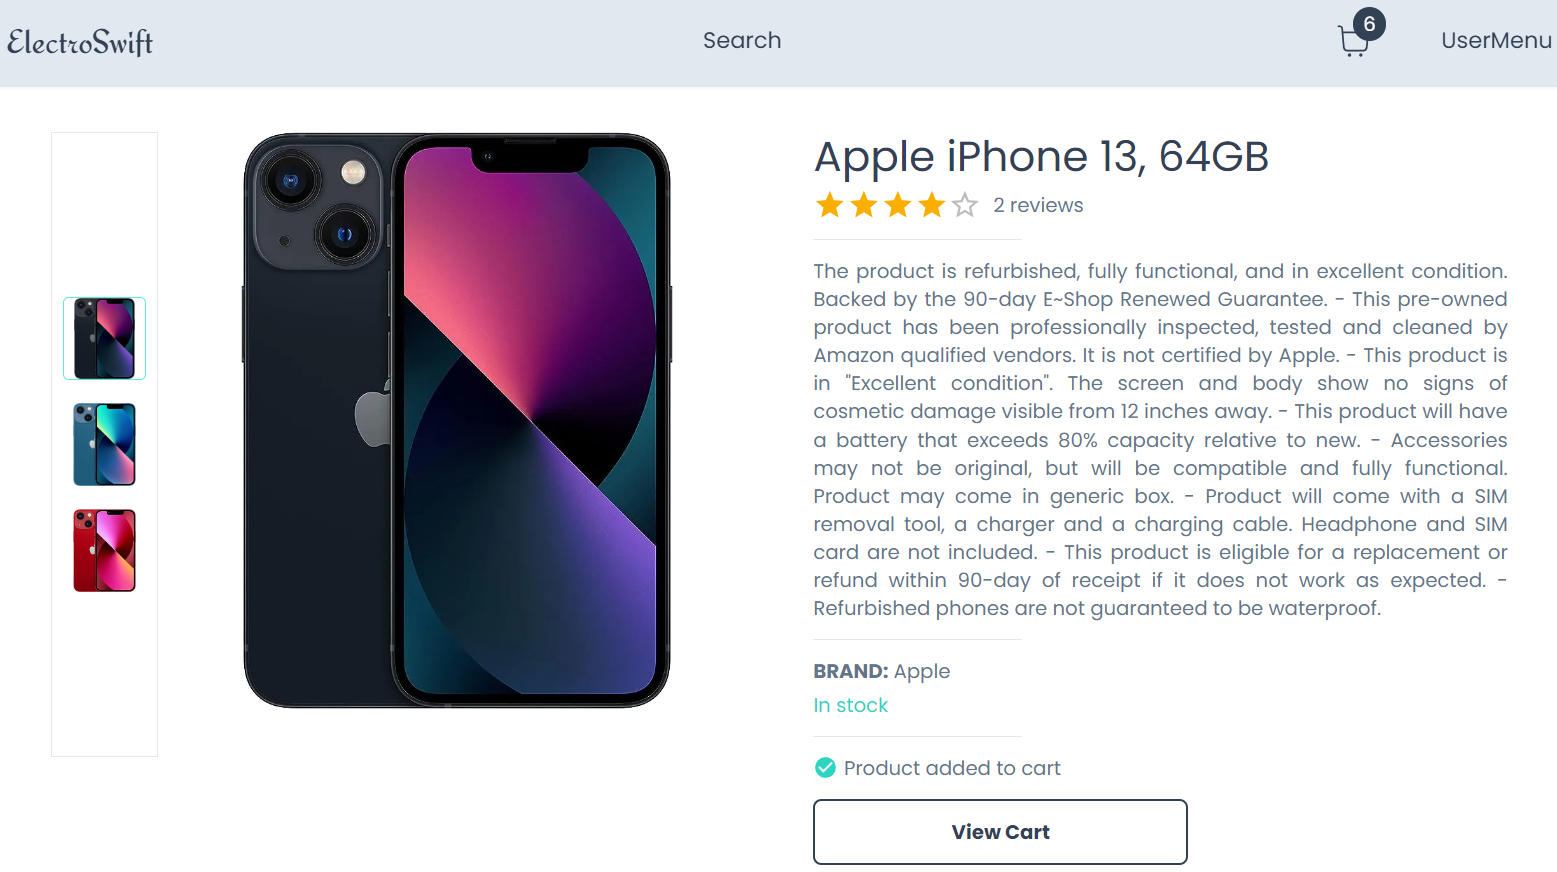 ElectroSwift
Search
6
UserMenu
Apple iPhone 13, 64GB
2 reviews
The product is refurbished, fully functional, and in excellent condition.
Backed by the 90-day E~Shop Renewed Guarantee. - This pre-owned
product has been professionally inspected, tested and cleaned by
Amazon qualified vendors. It is not certified by Apple. - This product is
in "Excellent condition". The screen and body show no signs of
cosmetic damage visible from 12 inches away. - This product will have
a battery that exceeds 80% capacity relative to new. - Accessories
may not be original, but will be compatible and fully functional.
Product may come in generic box. - Product will come with a SIM
removal tool, a charger and a charging cable. Headphone and SIM
card are not included. - This product is eligible for a replacement or
refund within 90-day of receipt if it does not work as expected. -
Refurbished phones are not guaranteed to be waterproof.
BRAND: Apple
In stock
Product added to cart
View Cart